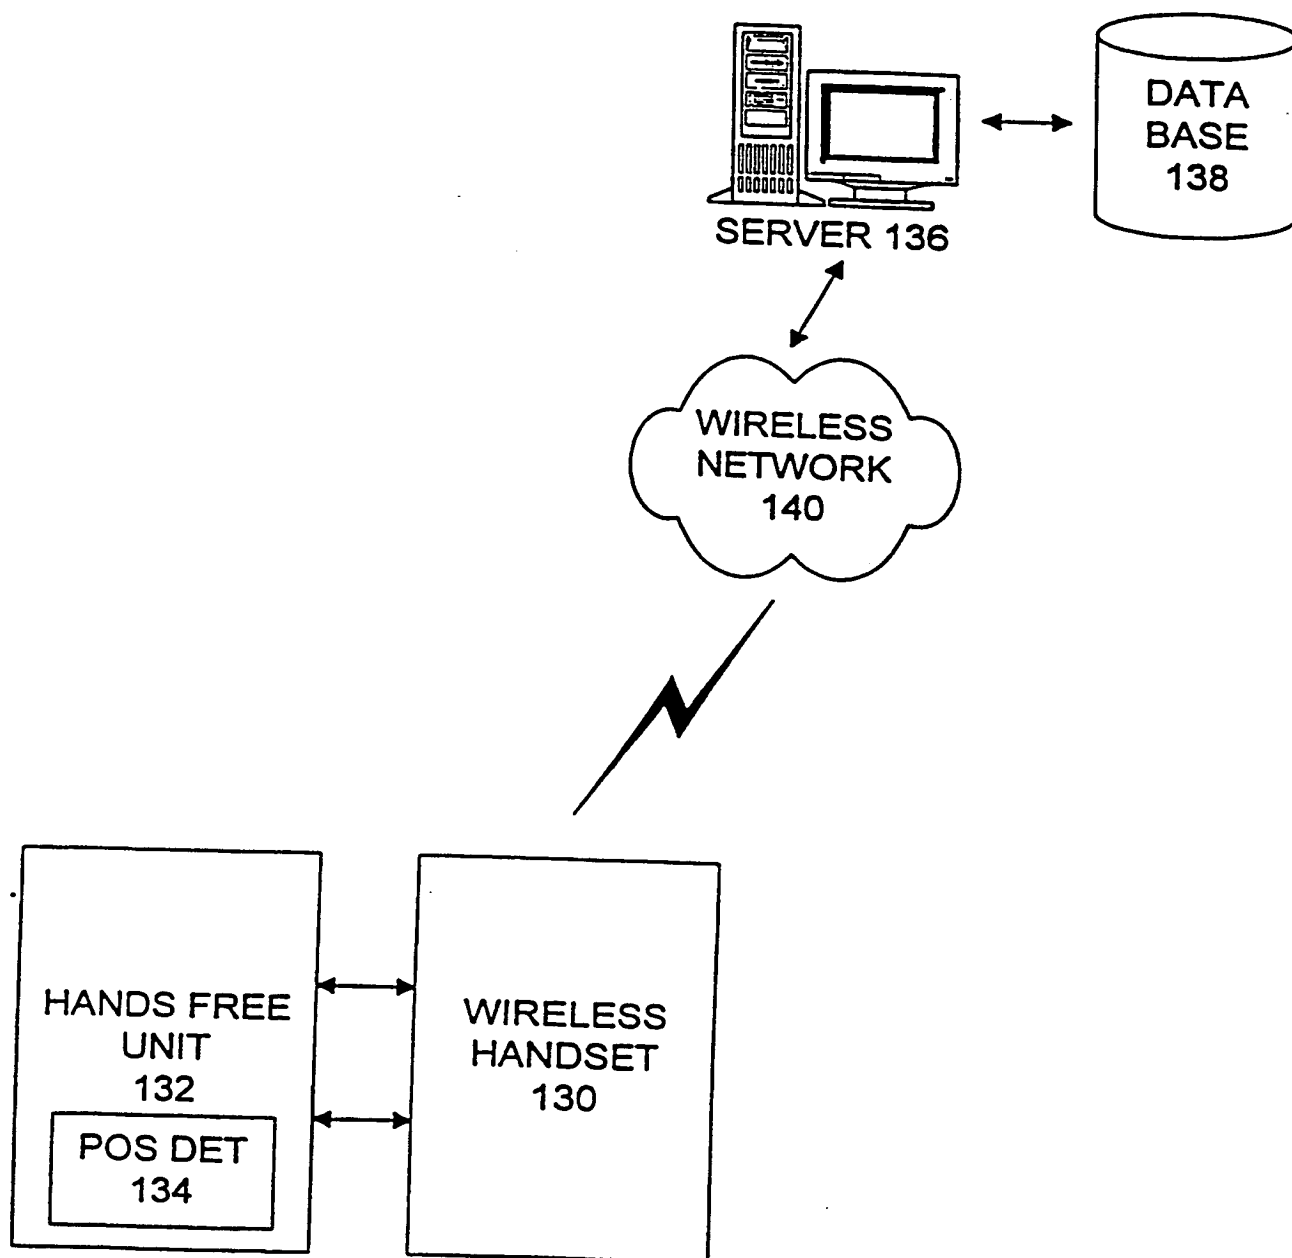 DATA
BASE
138
SERVER 136
WIRELESS
NETWORK
140
HANDS FREE
UNIT
132
POS DET
134
WIRELESS
HANDSET
130